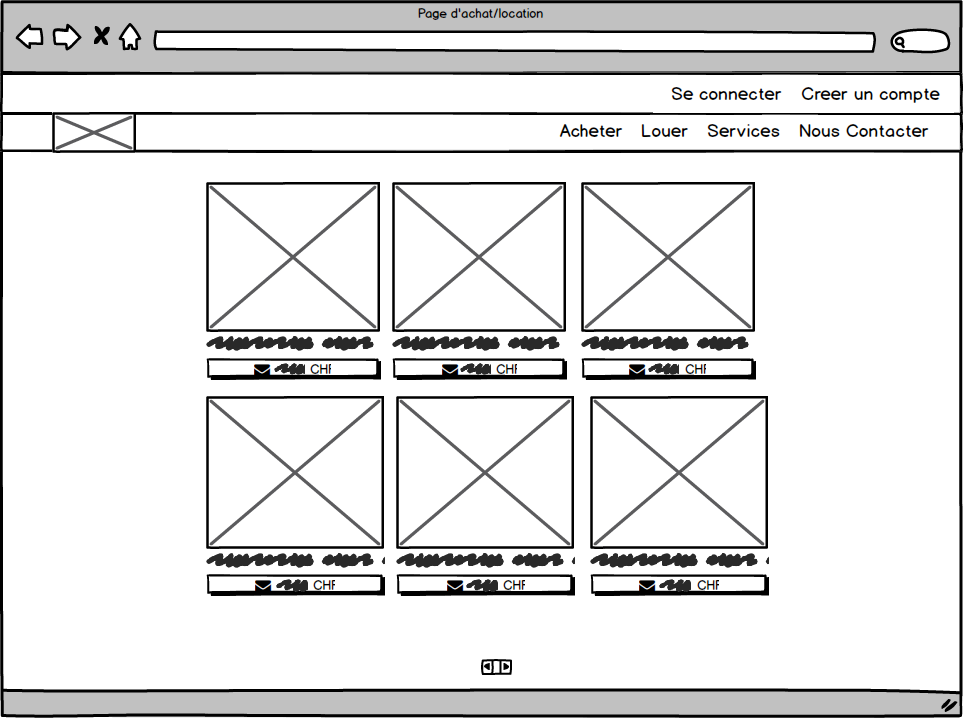 Page d'achat/location
Se connecter Creer un compte
Acheter Louer Services Nous Contacter
CHF CHF CHF
CHF CHF CHF